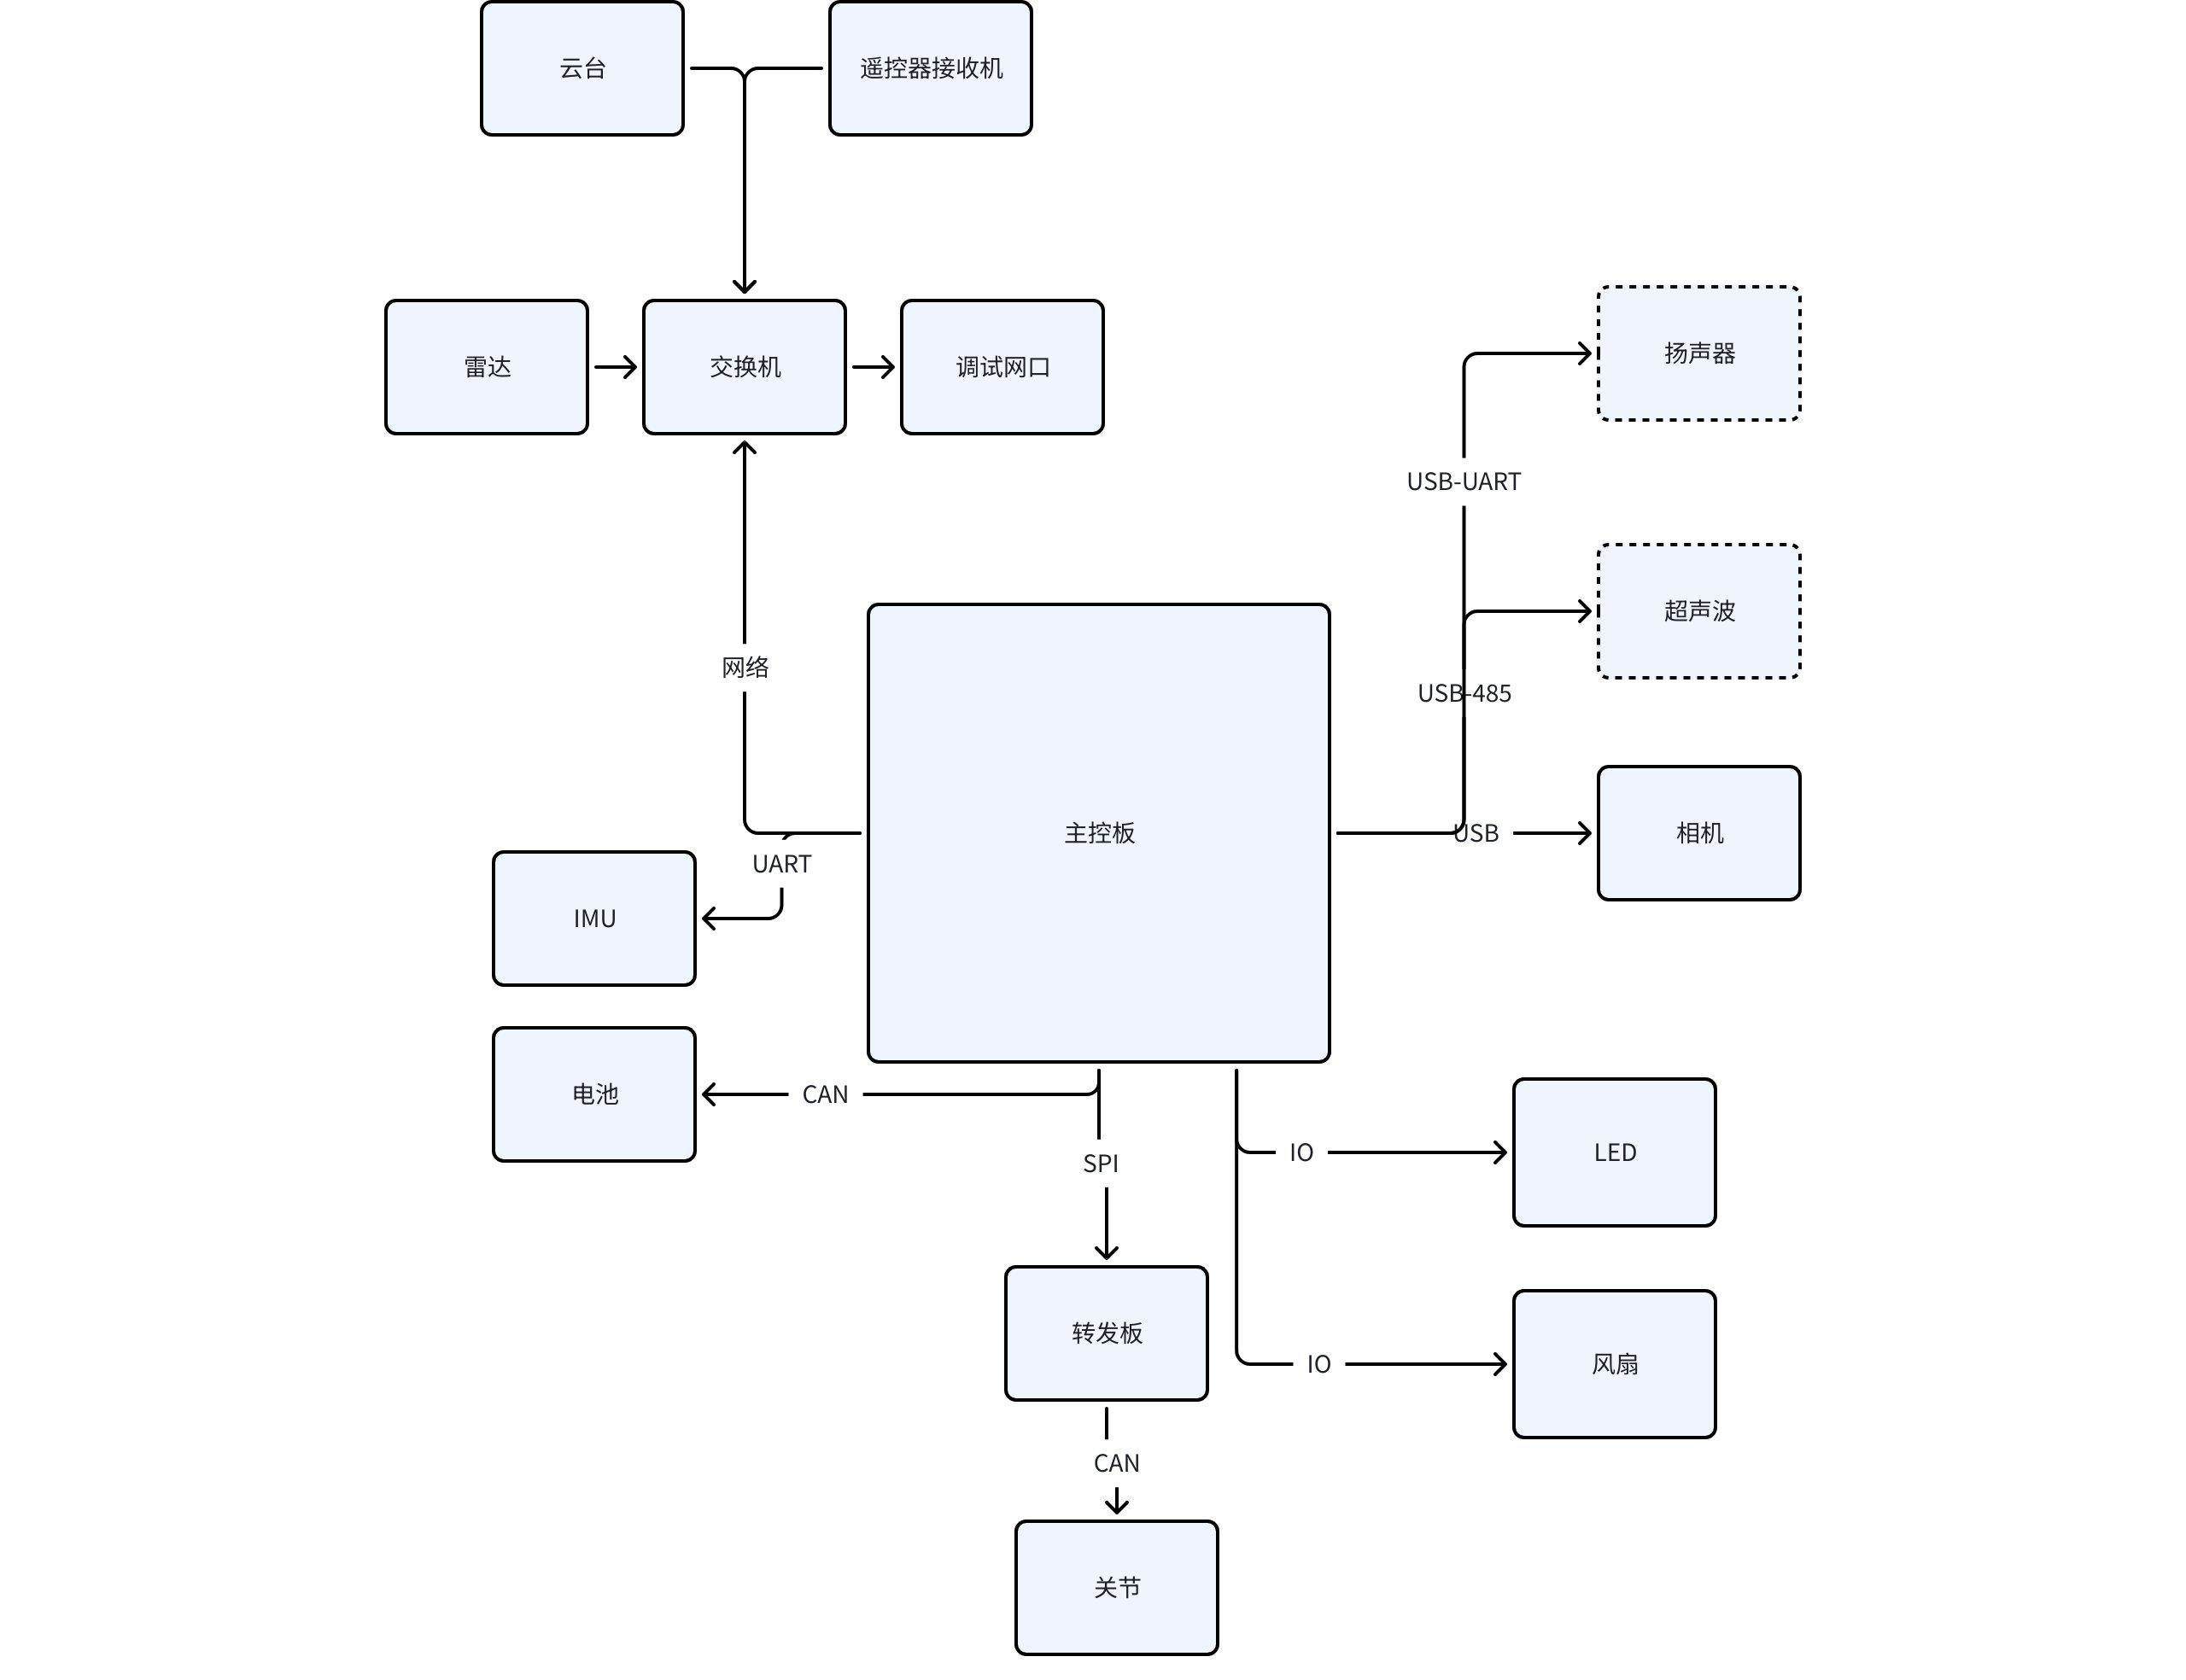 云台
遥控器接收机
雷达
交换机
调试网口
扬声器
USB-UART
超声波
网络
USB-485
主控板
USB
相机
UART
IMU
电池
CAN
SPI
IO
LED
转发板
IO
风扇
CAN
关节